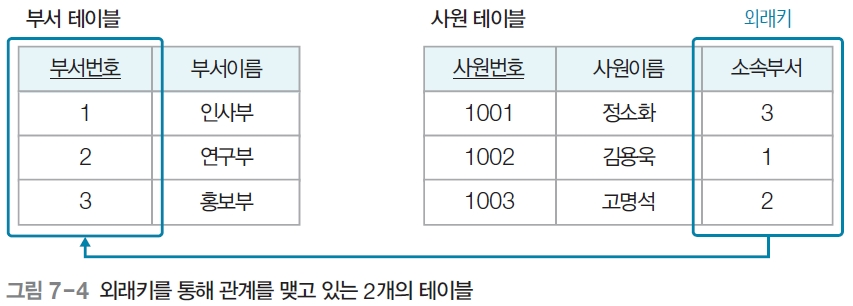 부서 테이블
부서번호 부서이름
1 인사부
2 연구부
3 홍보부
사원 테이블 외래키
사원번호 사원이름 소속부서
1001 정소화 3
1002 김용욱 1
1003 고명석 2
그림 7-4 외래키를 통해 관계를 맺고 있는 2개의 테이블